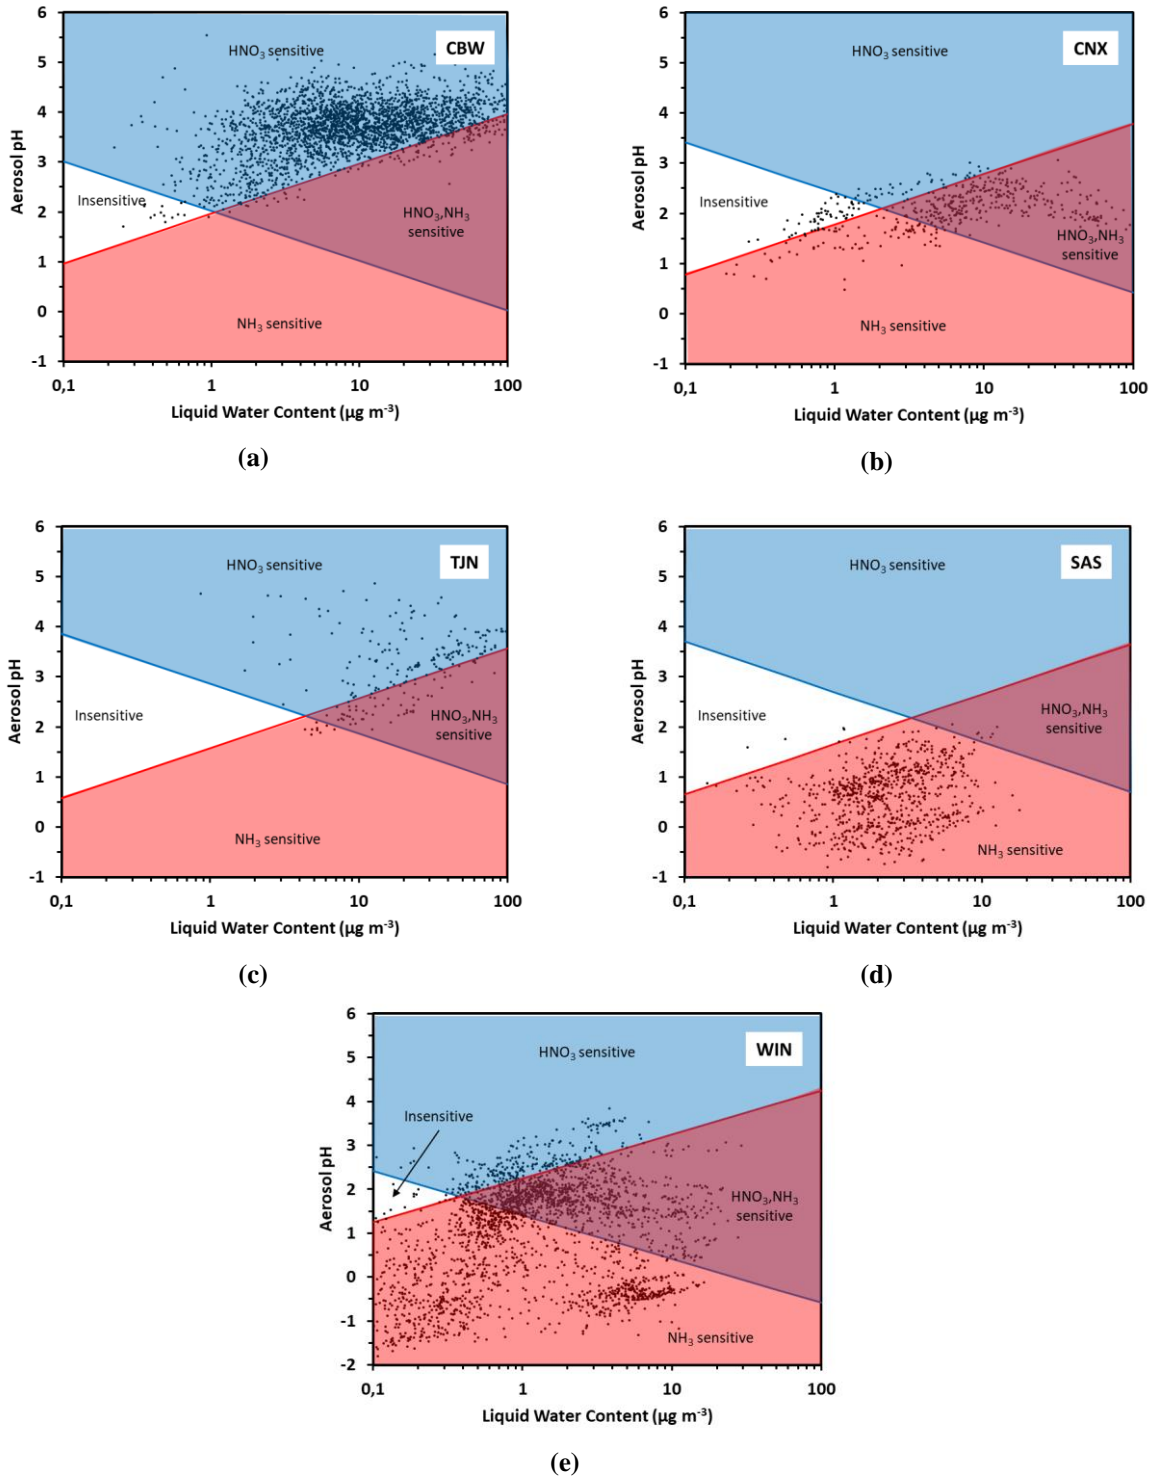 6
5
4
3
2
1
0
-1
Aerosol pH
HNO₃ sensitive
CBW
Insensitive
HNO₃,NH₃
sensitive
NH₃ sensitive
0,1 1 10 100
Liquid Water Content (µg m⁻³)
(a)
6
5
4
3
2
1
0
-1
Aerosol pH
HNO₃ sensitive
CNX
Insensitive
HNO₃,NH₃
sensitive
NH₃ sensitive
0,1 1 10 100
Liquid Water Content (µg m⁻³)
(b)
6
5
4
3
2
1
0
-1
Aerosol pH
HNO₃ sensitive
TJN
Insensitive
HNO₃,NH₃
sensitive
NH₃ sensitive
0,1 1 10 100
Liquid Water Content (µg m⁻³)
(c)
6
5
4
3
2
1
0
-1
Aerosol pH
HNO₃ sensitive
SAS
Insensitive
HNO₃,NH₃
sensitive
NH₃ sensitive
0,1 1 10 100
Liquid Water Content (µg m⁻³)
(d)
6
5
4
3
2
1
0
-1
-2
Aerosol pH
HNO₃ sensitive
WIN
Insensitive
HNO₃,NH₃
sensitive
NH₃ sensitive
0,1 1 10 100
Liquid Water Content (µg m⁻³)
(e)